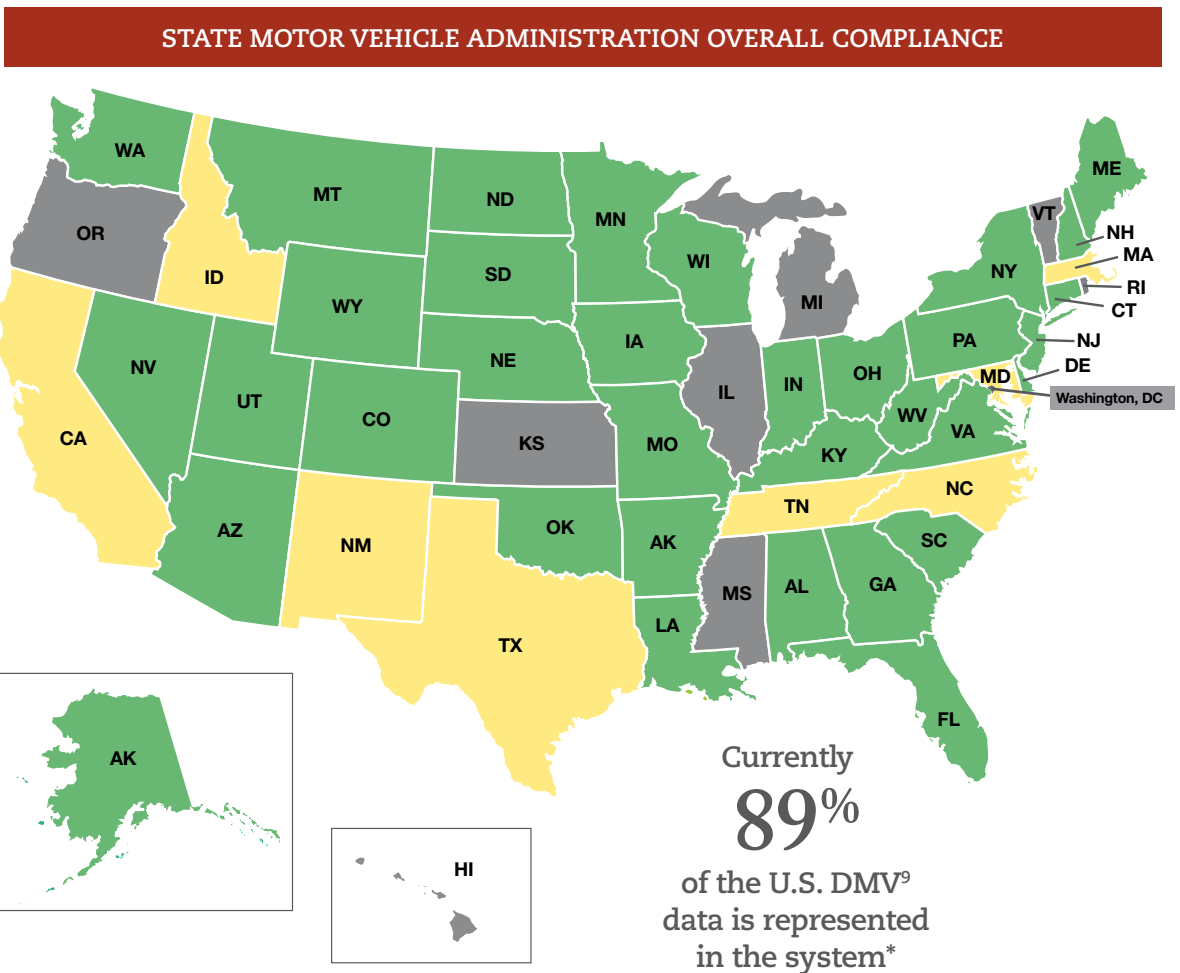 STATE MOTOR VEHICLE ADMINISTRATION OVERALL COMPLIANCE
WA
MT
ND
MN
ME
VT
OR
ID
SD
WI
NY
NH
MA
RI
CT
WY
MI
IA
PA
NJ
DE
NV
NE
IL
IN
OH
MD
Washington, DC
UT
CO
KS
MO
WV
VA
CA
KY
NC
TN
AZ
NM
OK
AK
SC
MS
AL
GA
TX
LA
FL
AK
HI
Currently
89%
of the U.S. DMV9
data is represented
in the system*